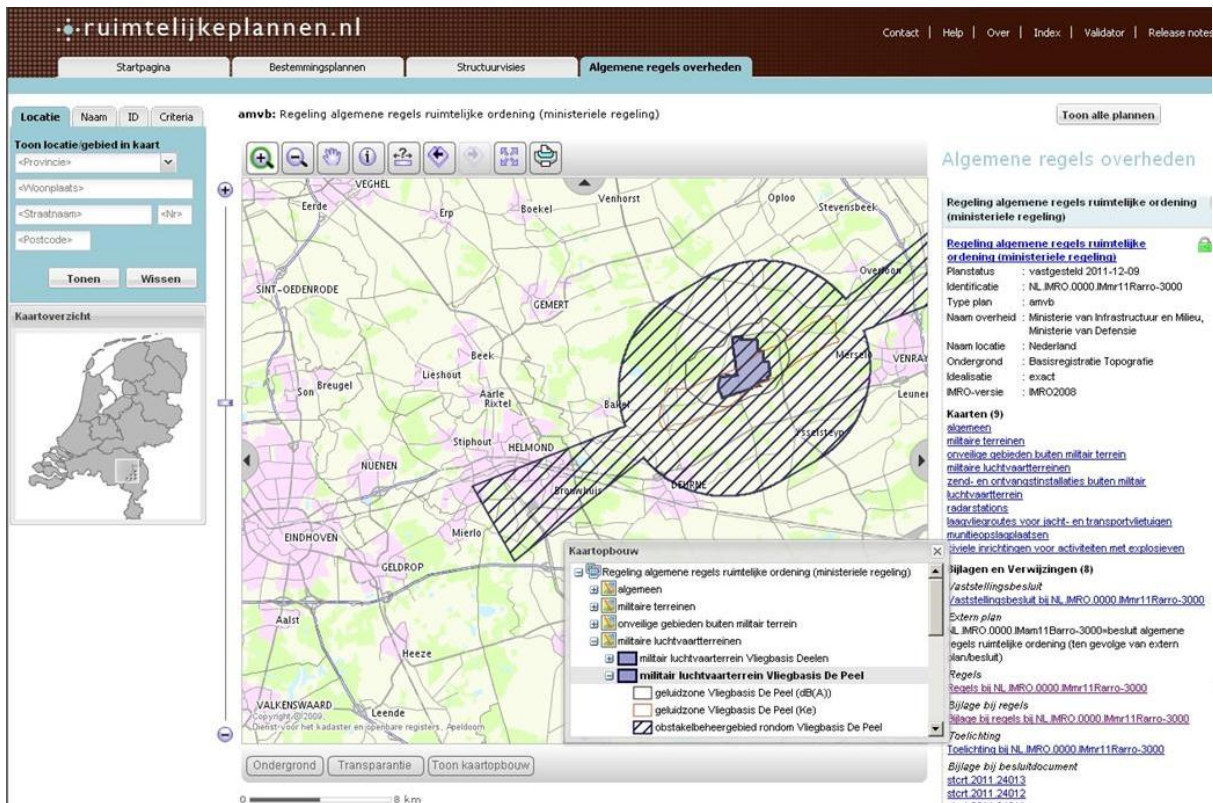 ruimtelijkeplannen.nl
Contact | Help | Over | Index | Validator | Release notes
Startpagina
Bestemmingsplannen
Structuurvisies
Algemene regels overheden
Locatie
Naam
ID
Criteria
Toon locatie/gebied in kaart
<Provincie>
<Woonplaats>
<Straatnaam>
<Nr>
<Postcode>
Tonen
Wissen
Kaartoverzicht
amvb: Regeling algemene regels ruimtelijke ordening (ministeriele regeling)
Toon alle plannen
VEGHEL
Eerde
Erp
Boekel
Venhorst
Oploo
Stevensbeek
Overloon
SINT-OEDENRODE
GEMERT
Merselo
VENRAY
Beek
Lieshout
Breugel
Son
Aarle
Rixtel
Bakel
Leunen
Ysselsteyn
Stiphout
HELMOND
NUENEN
Brouwhuis
DEURNE
Mierlo
EINDHOVEN
GELDROP
Aalst
Heeze
VALKENSWAARD
Leende
Copyright © 2009,
Dienst voor het kadaster en openbare registers, Apeldoorn
Kaartopbouw
Regeling algemene regels ruimtelijke ordening (ministeriele regeling)
algemeen
militaire terreinen
onveilige gebieden buiten militair terrein
militaire luchtvaartterreinen
militair luchtvaarterrein Vliegbasis Deelen
militair luchtvaarterrein Vliegbasis De Peel
geluidzone Vliegbasis De Peel (dB(A))
geluidzone Vliegbasis De Peel (Ke)
obstakelbeheergebied rondom Vliegbasis De Peel
Ondergrond
Transparantie
Toon kaartopbouw
0 8 km
Algemene regels overheden
Regeling algemene regels ruimtelijke ordening
(ministeriele regeling)
Regeling algemene regels ruimtelijke
ordening (ministeriele regeling)
Planstatus : vastgesteld 2011-12-09
Identificatie : NL.IMRO.0000.IMmr11Rarro-3000
Type plan : amvb
Naam overheid : Ministerie van Infrastructuur en Milieu,
Ministerie van Defensie
Naam locatie : Nederland
Ondergrond : Basisregistratie Topografie
Idealisatie : exact
IMRO-versie : IMRO2008
Kaarten (9)
algemeen
militaire terreinen
onveilige gebieden buiten militair terrein
militaire luchtvaartterreinen
zend- en ontvangstinstallaties buiten militair
luchtvaartterrein
radarstations
laagvliegroutes voor jacht- en transportvlietuigen
munitieopslagplaatsen
civiele inrichtingen voor activiteiten met explosieven
Bijlagen en Verwijzingen (8)
Vaststellingsbesluit
Vaststellingsbesluit bij NL.IMRO.0000.IMmr11Rarro-3000
Extern plan
NL.IMRO.0000.IMam11Barro-3000=besluit algemene
regels ruimtelijke ordening (ten gevolge van extern
plan/besluit)
Regels
Regels bij NL.IMRO.0000.IMmr11Rarro-3000
Bijlage bij regels
Bijlage bij regels bij NL.IMRO.0000.IMmr11Rarro-3000
Toelichting
Toelichting bij NL.IMRO.0000.IMmr11Rarro-3000
Bijlage bij besluitdocument
stcrt.2011.24013
stcrt.2011.24012